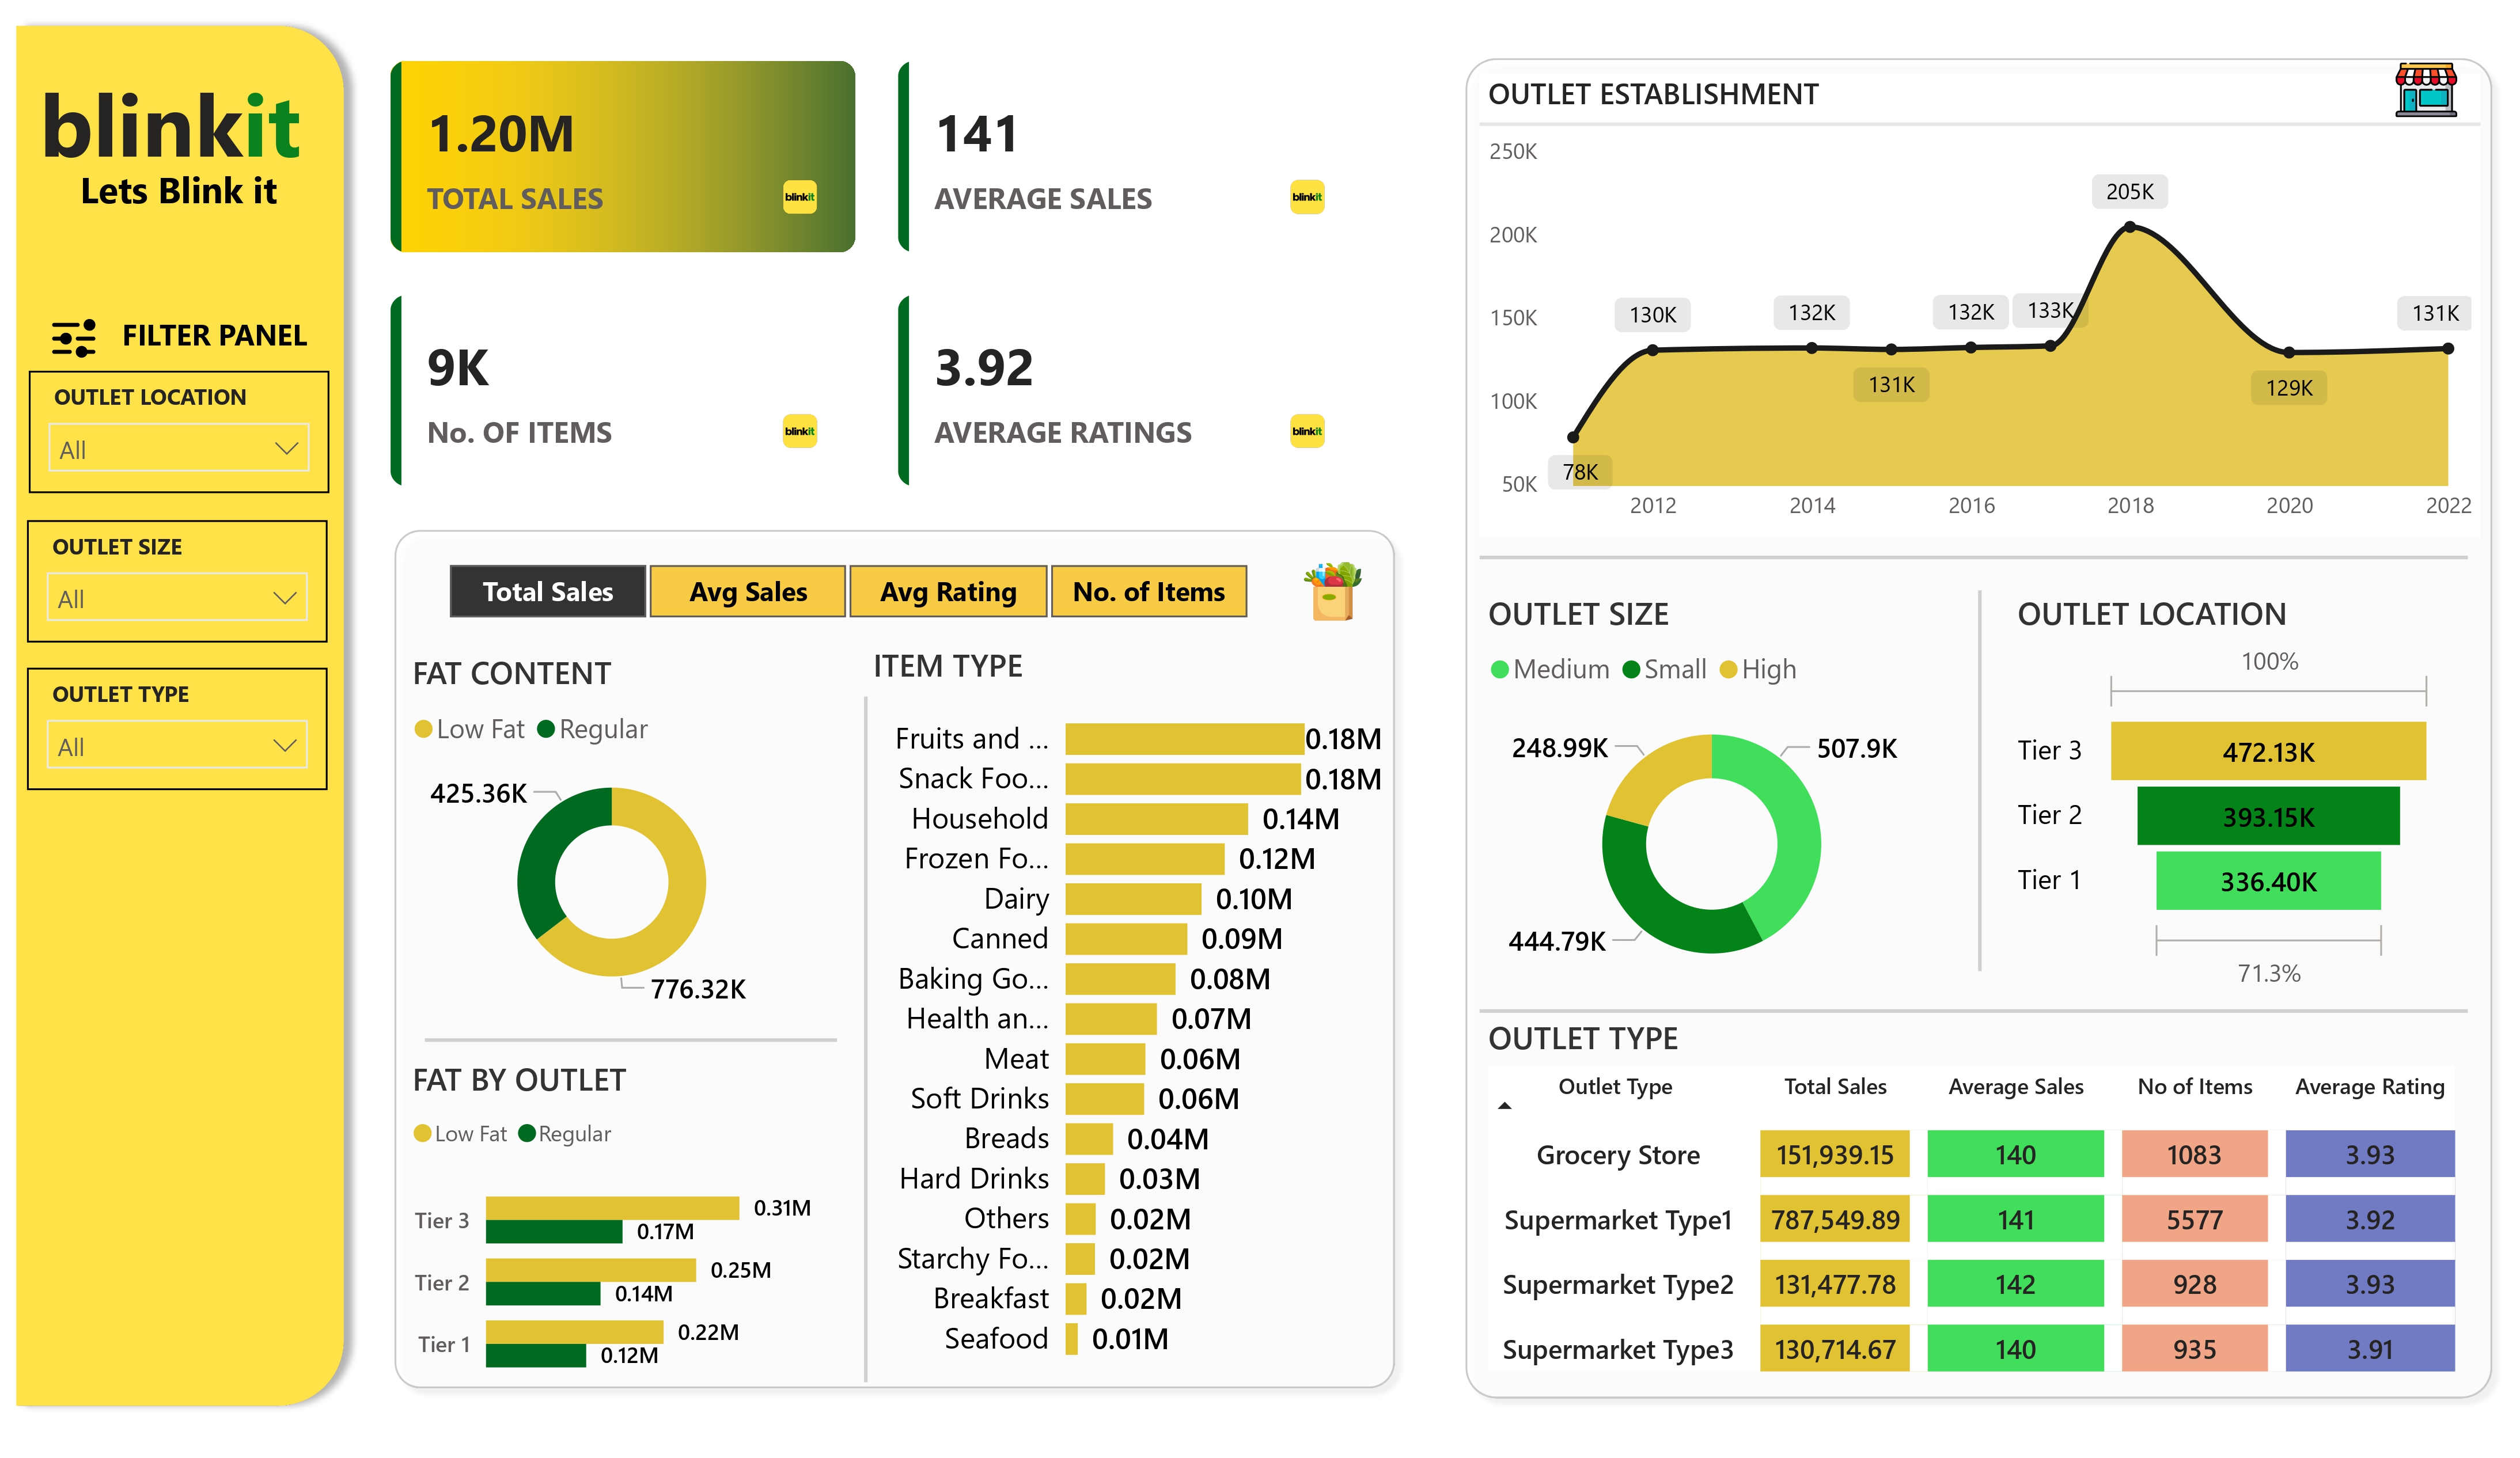 blinkit
Lets Blink it
FILTER PANEL
OUTLET LOCATION
All
OUTLET SIZE
All
OUTLET TYPE
All
1.20M
TOTAL SALES
blinkit
141
AVERAGE SALES
blinkit
9K
No. OF ITEMS
blinkit
3.92
AVERAGE RATINGS
blinkit
Total Sales Avg Sales Avg Rating No. of Items
FAT CONTENT
Low Fat Regular
425.36K
776.32K
FAT BY OUTLET
Low Fat Regular
Tier 3 0.31M
0.17M
Tier 2 0.25M
0.14M
Tier 1 0.22M
0.12M
ITEM TYPE
Fruits and ... 0.18M
Snack Foo... 0.18M
Household 0.14M
Frozen Fo... 0.12M
Dairy 0.10M
Canned 0.09M
Baking Go... 0.08M
Health an... 0.07M
Meat 0.06M
Soft Drinks 0.06M
Breads 0.04M
Hard Drinks 0.03M
Others 0.02M
Starchy Fo... 0.02M
Breakfast 0.02M
Seafood 0.01M
OUTLET ESTABLISHMENT
250K
200K
150K
100K
50K
78K
130K
132K
131K
132K
133K
205K
129K
131K
2012 2014 2016 2018 2020 2022
OUTLET SIZE
Medium Small High
248.99K
507.9K
444.79K
OUTLET LOCATION
100%
Tier 3 472.13K
Tier 2 393.15K
Tier 1 336.40K
71.3%
OUTLET TYPE
Outlet Type Total Sales Average Sales No of Items Average Rating
Grocery Store 151,939.15 140 1083 3.93
Supermarket Type1 787,549.89 141 5577 3.92
Supermarket Type2 131,477.78 142 928 3.93
Supermarket Type3 130,714.67 140 935 3.91